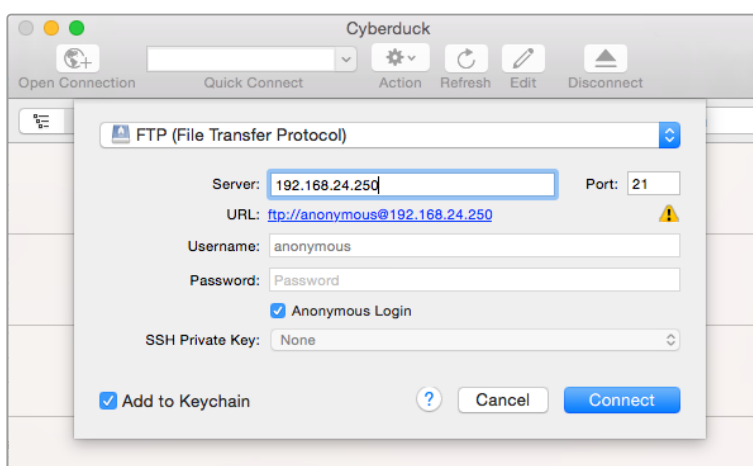 Cyberduck
Open Connection Quick Connect Action Refresh Edit Disconnect
FTP (File Transfer Protocol)
Server: 192.168.24.250 Port: 21
URL: ftp://anonymous@192.168.24.250
Username: anonymous
Password: Password
Anonymous Login
SSH Private Key: None
Add to Keychain ? Cancel Connect